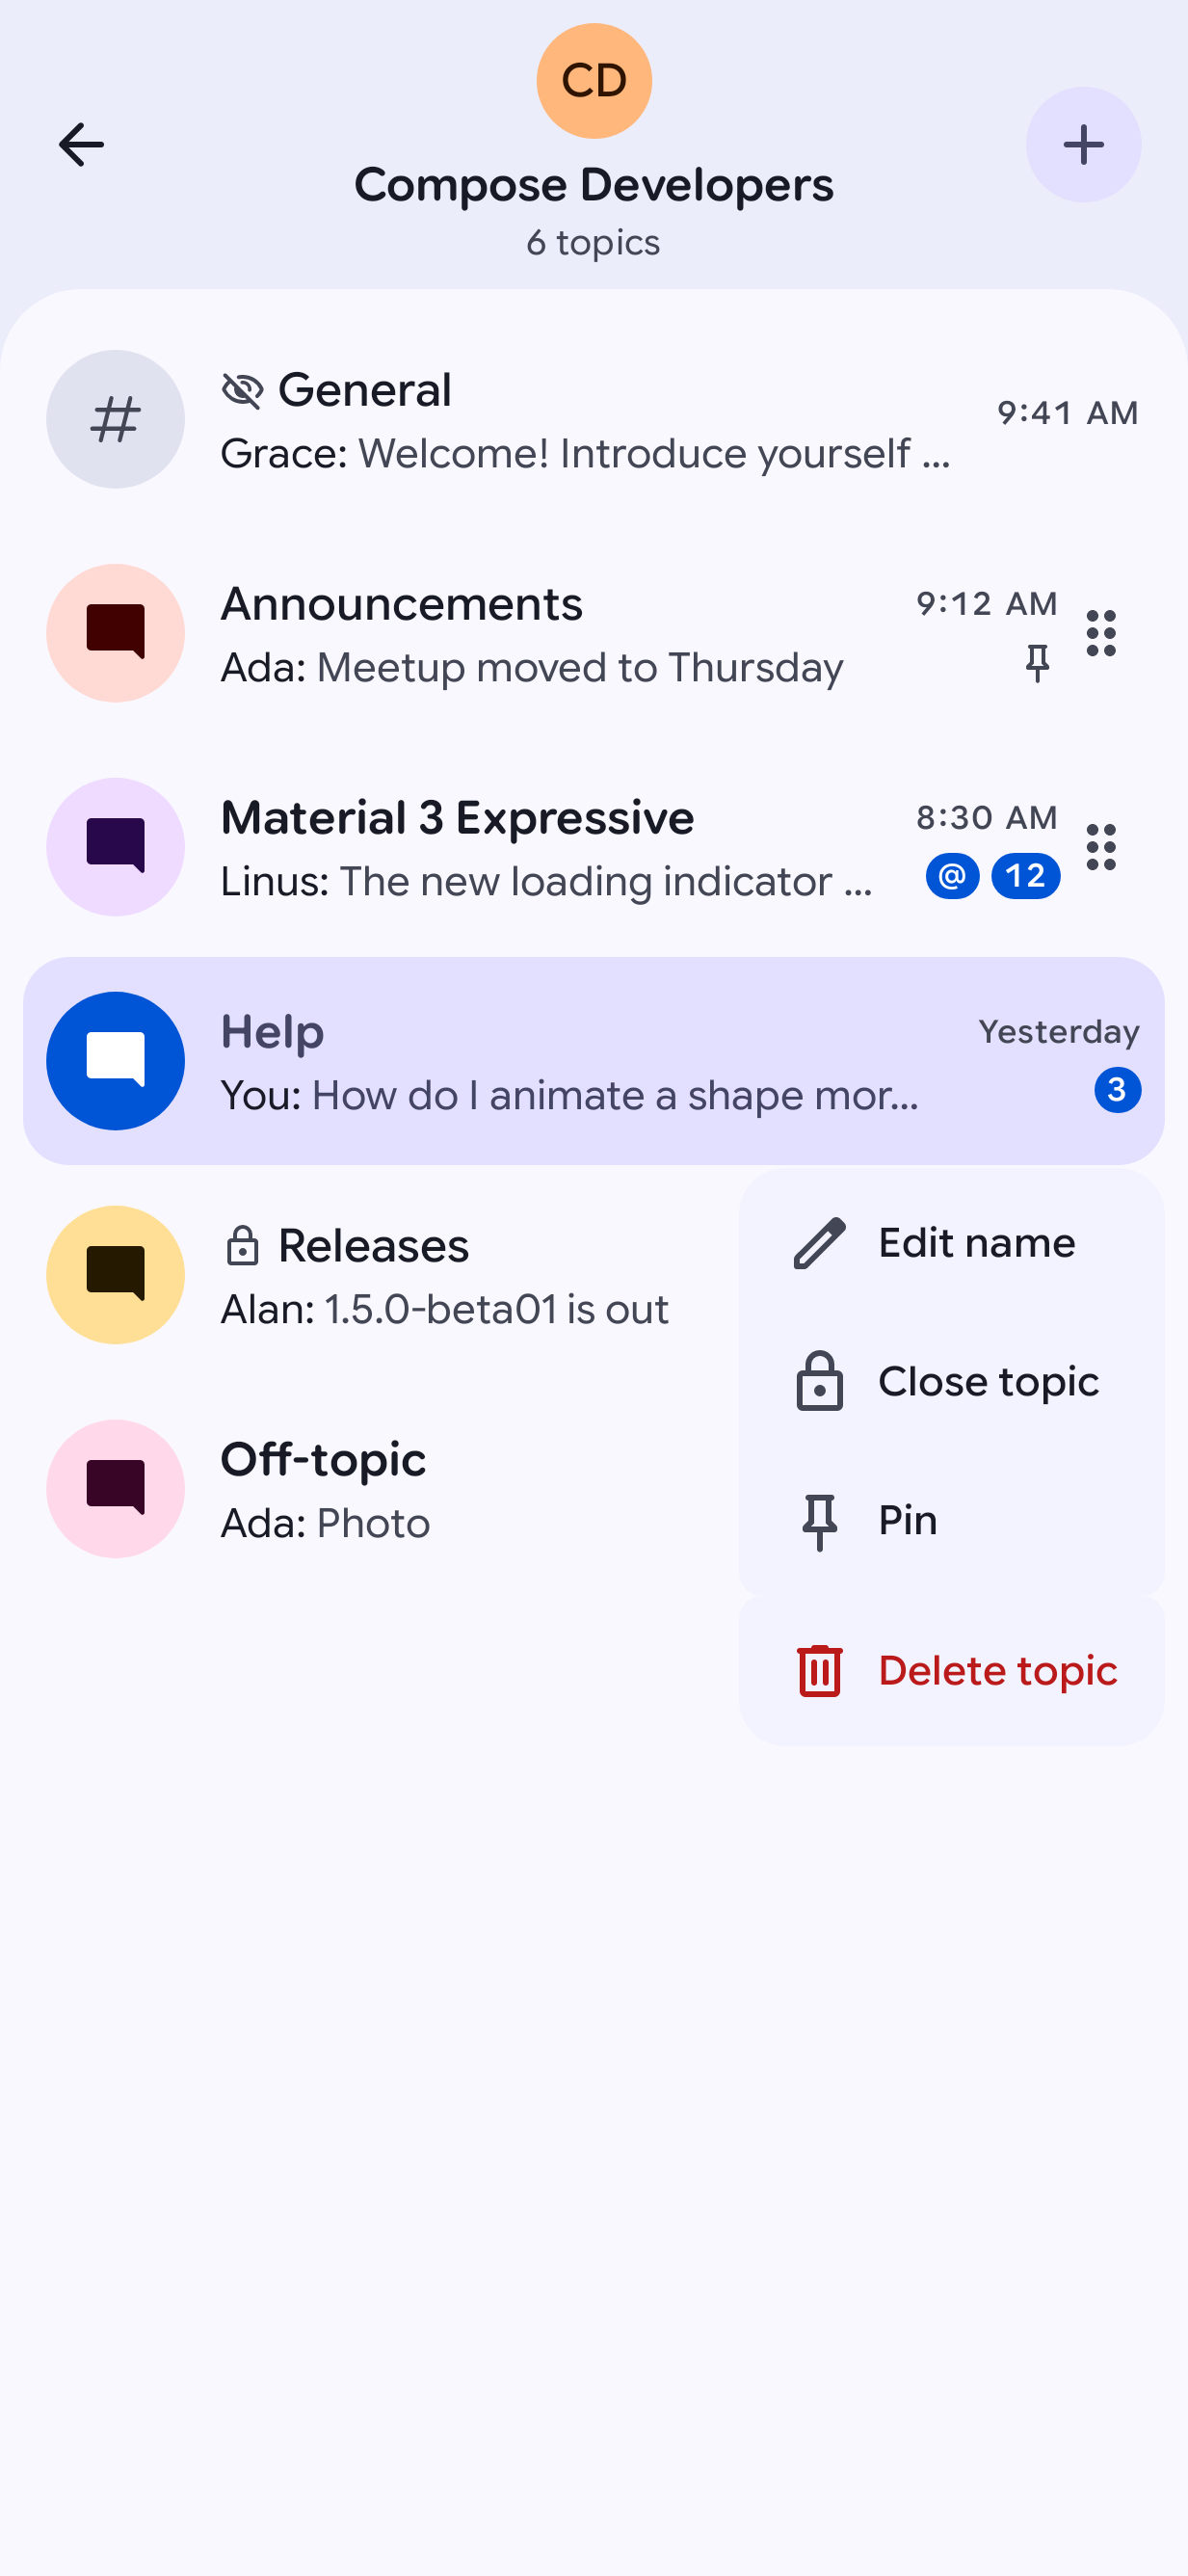 CD
Compose Developers
6 topics
#
General
9:41 AM
Grace: Welcome! Introduce yourself ...
Announcements
9:12 AM
Ada: Meetup moved to Thursday
Material 3 Expressive
8:30 AM
Linus: The new loading indicator ...
@ 12
Help
Yesterday
You: How do I animate a shape mor...
3
Releases
Alan: 1.5.0-beta01 is out
Off-topic
Ada: Photo
Edit name
Close topic
Pin
Delete topic